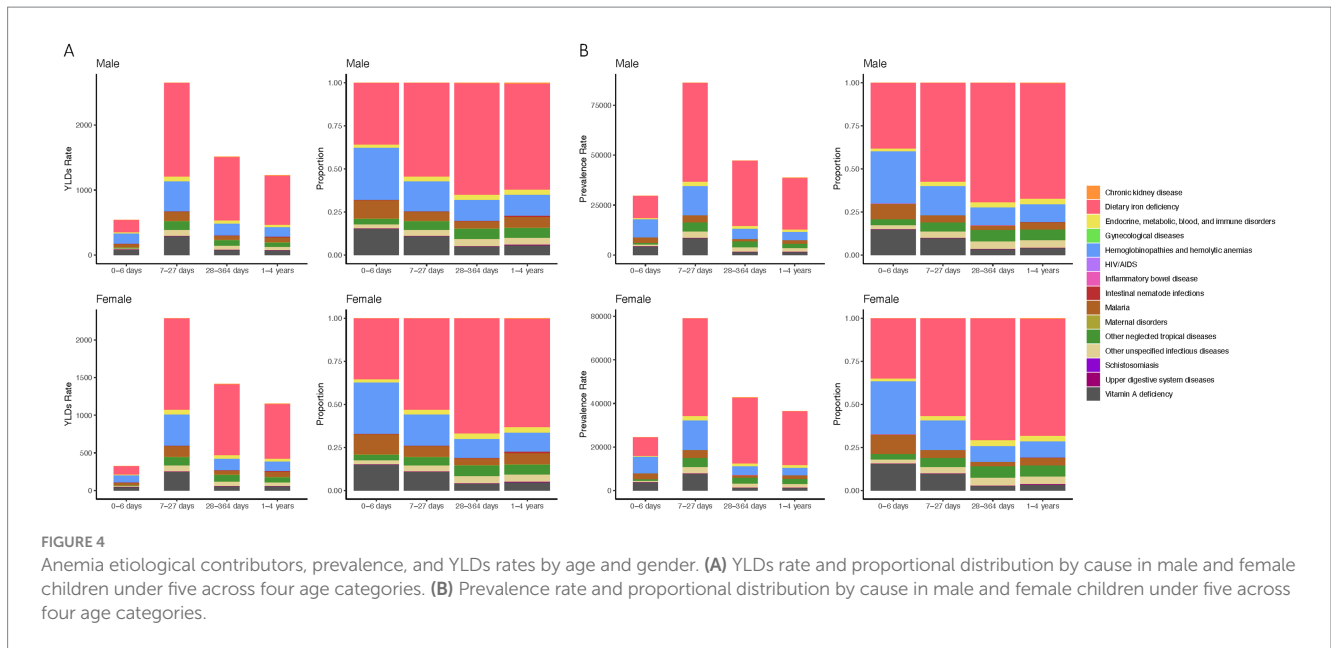 A
B
Male
Male
YLDs Rate
0
1000
2000
0−6 days
7−27 days
28−364 days
1−4 years
Proportion
0.00
0.25
0.50
0.75
1.00
0−6 days
7−27 days
28−364 days
1−4 years
Prevalence Rate
0
25000
50000
75000
0−6 days
7−27 days
28−364 days
1−4 years
Male
Male
Proportion
0.00
0.25
0.50
0.75
1.00
0−6 days
7−27 days
28−364 days
1−4 years
Female
Female
YLDs Rate
0
500
1000
1500
2000
0−6 days
7−27 days
28−364 days
1−4 years
Proportion
0.00
0.25
0.50
0.75
1.00
0−6 days
7−27 days
28−364 days
1−4 years
Female
Female
Prevalence Rate
0
20000
40000
60000
80000
0−6 days
7−27 days
28−364 days
1−4 years
Proportion
0.00
0.25
0.50
0.75
1.00
0−6 days
7−27 days
28−364 days
1−4 years
Chronic kidney disease
Dietary iron deficiency
Endocrine, metabolic, blood, and immune disorders
Gynecological diseases
Hemoglobinopathies and hemolytic anemias
HIV/AIDS
Inflammatory bowel disease
Intestinal nematode infections
Malaria
Maternal disorders
Other neglected tropical diseases
Other unspecified infectious diseases
Schistosomiasis
Upper digestive system diseases
Vitamin A deficiency
FIGURE 4
Anemia etiological contributors, prevalence, and YLDs rates by age and gender. (A) YLDs rate and proportional distribution by cause in male and female
children under five across four age categories. (B) Prevalence rate and proportional distribution by cause in male and female children under five across
four age categories.